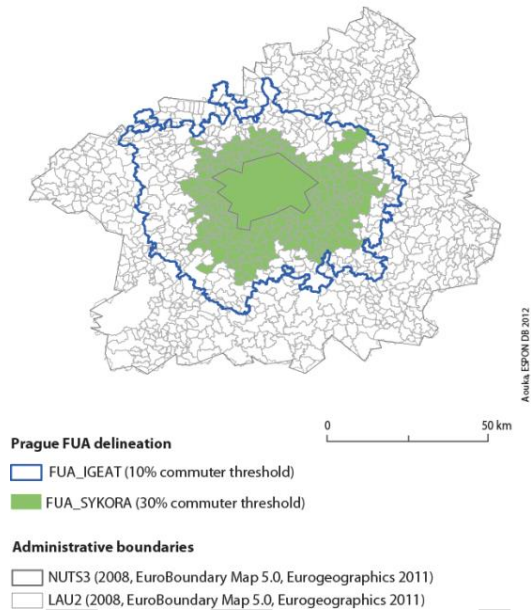 Aouka, ESPON DB 2012
0 50 km
Prague FUA delineation
FUA_IGEAT (10% commuter threshold)
FUA_SYKORA (30% commuter threshold)
Administrative boundaries
NUTS3 (2008, EuroBoundary Map 5.0, Eurogeographics 2011)
LAU2 (2008, EuroBoundary Map 5.0, Eurogeographics 2011)